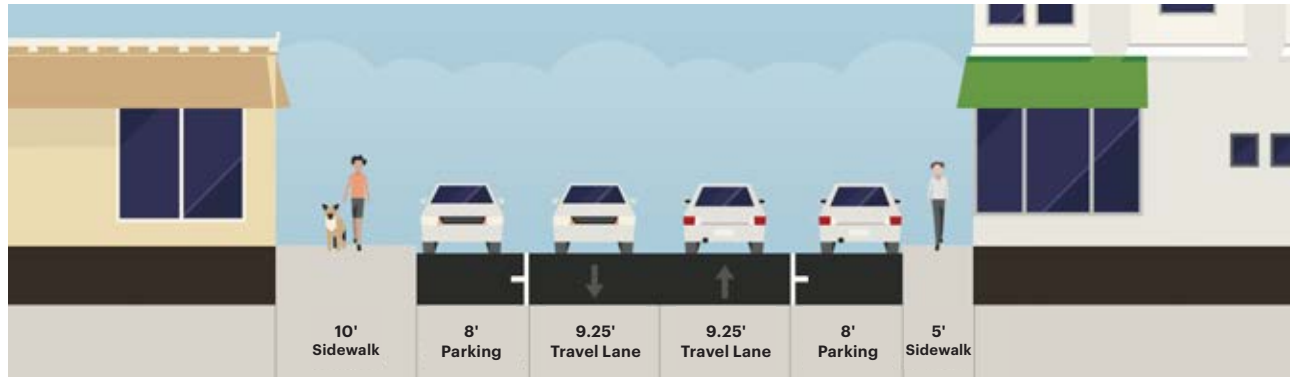 10'
Sidewalk
8'
Parking
9.25'
Travel Lane
9.25'
Travel Lane
8'
Parking
5'
Sidewalk